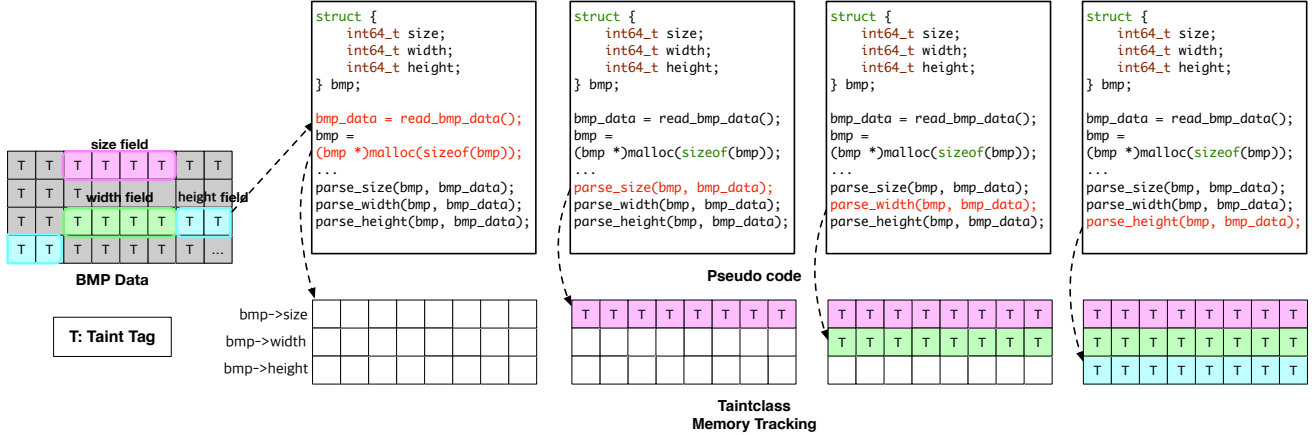 struct {
int64_t size;
int64_t width;
int64_t height;
} bmp;
bmp_data = read_bmp_data();
bmp =
(bmp *)malloc(sizeof(bmp));
parse_size(bmp, bmp_data);
parse_width(bmp, bmp_data);
parse_height(bmp, bmp_data);
struct {
int64_t size;
int64_t width;
int64_t height;
} bmp;
bmp_data = read_bmp_data();
bmp =
(bmp *)malloc(sizeof(bmp));
...
parse_size(bmp, bmp_data);
parse_width(bmp, bmp_data);
parse_height(bmp, bmp_data);
struct {
int64_t size;
int64_t width;
int64_t height;
} bmp;
bmp_data = read_bmp_data();
bmp =
(bmp *)malloc(sizeof(bmp));
...
parse_size(bmp, bmp_data);
parse_width(bmp, bmp_data);
parse_height(bmp, bmp_data);
struct {
int64_t size;
int64_t width;
int64_t height;
} bmp;
bmp_data = read_bmp_data();
bmp =
(bmp *)malloc(sizeof(bmp));
...
parse_size(bmp, bmp_data);
parse_width(bmp, bmp_data);
parse_height(bmp, bmp_data);
size field
T T T T T T T T
T T T
width field height field
T T T T T T T T
T T T T T T T ...
BMP Data
T: Taint Tag
Pseudo code
bmp->size
bmp->width
bmp->height
T T T T T T T T
T T T T T T T T
T T T T T T T T
T T T T T T T T
T T T T T T T T
T T T T T T T T
Taintclass
Memory Tracking